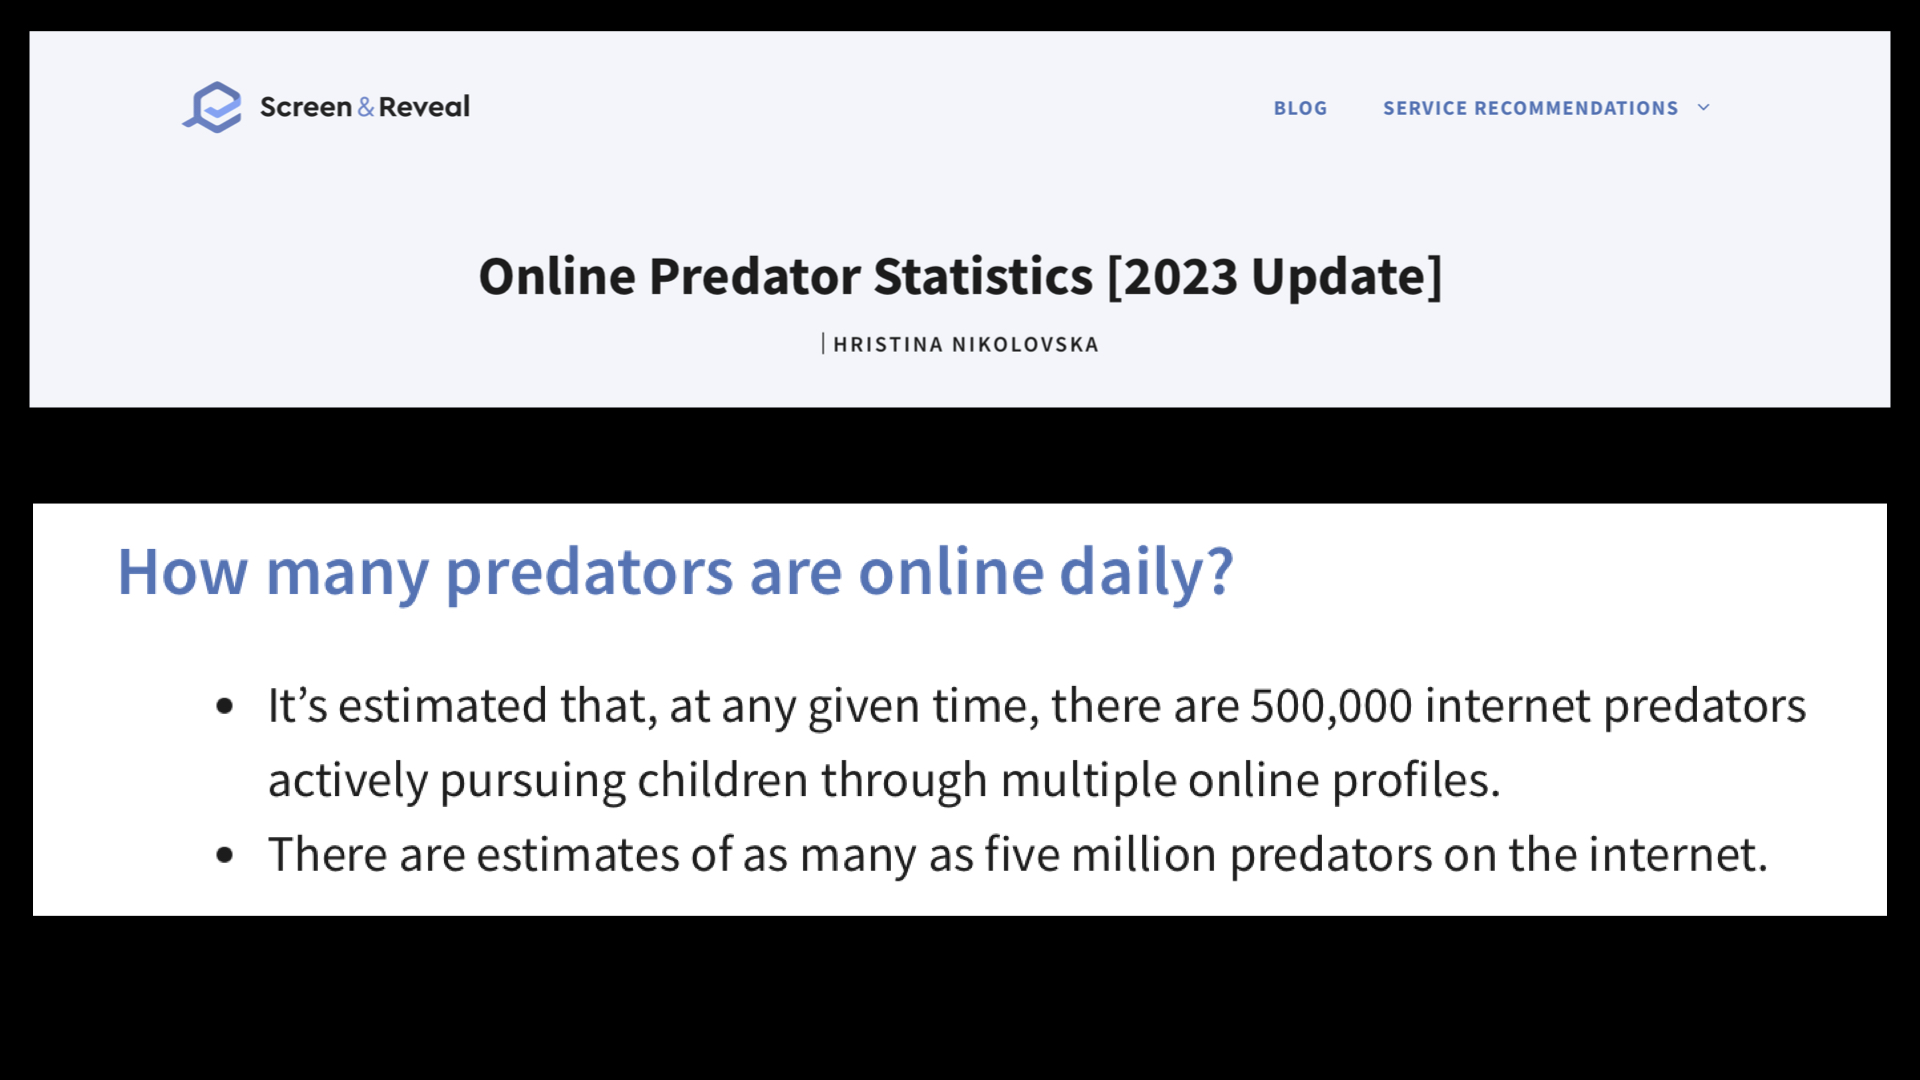 Screen&Reveal
BLOG
SERVICE RECOMMENDATIONS
Online Predator Statistics [2023 Update]
| HRISTINA NIKOLOVSKA
How many predators are online daily?
• It’s estimated that, at any given time, there are 500,000 internet predators
actively pursuing children through multiple online profiles.
• There are estimates of as many as five million predators on the internet.